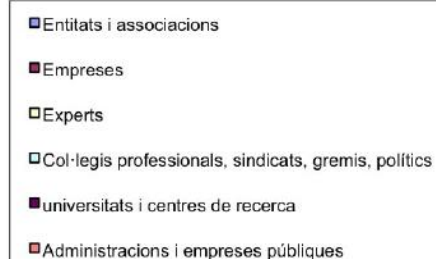 Entitats i associacions
Empreses
Experts
Col·legis professionals, sindicats, gremis, polítics
universitats i centres de recerca
Administracions i empreses públiques